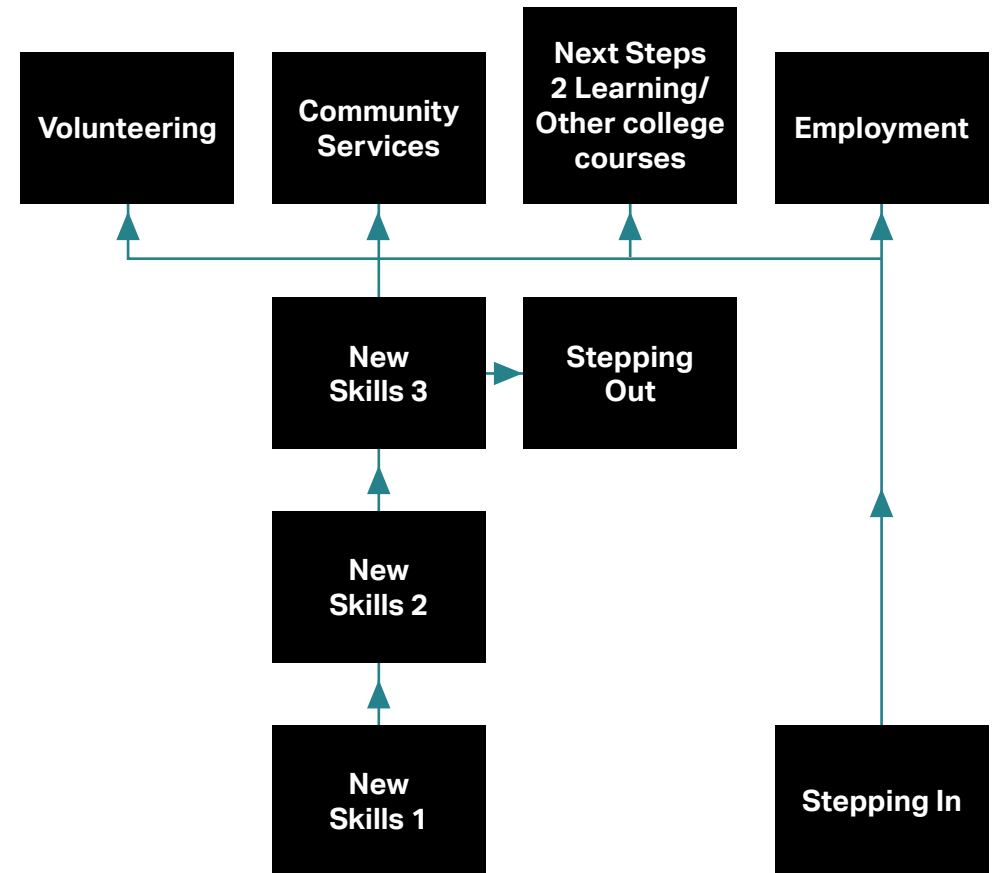 Volunteering
Community
Services
Next Steps
2 Learning/
Other college
courses
Employment
New
Skills 3
Stepping
Out
New
Skills 2
New
Skills 1
Stepping In